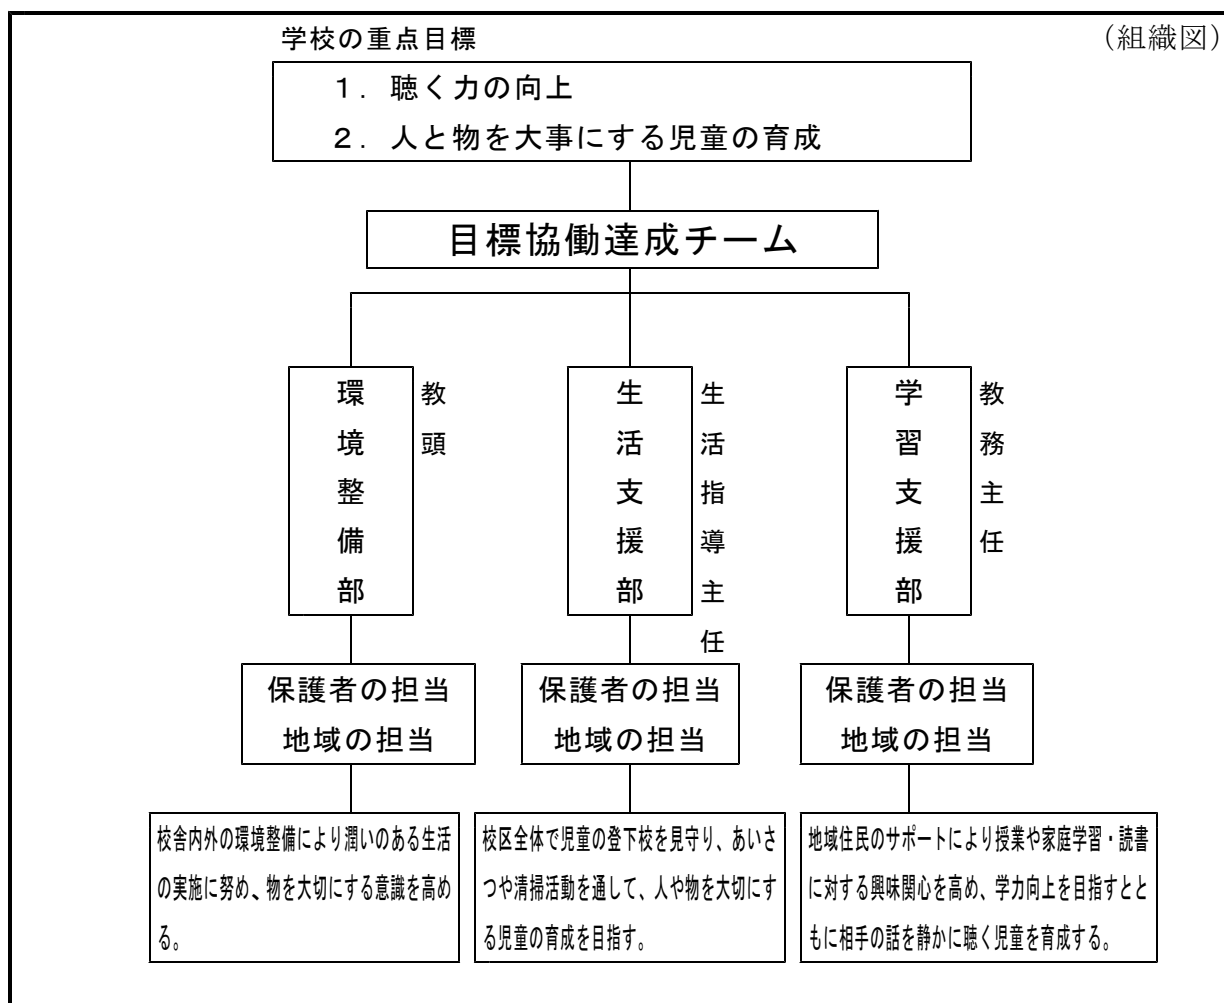 学校の重点目標
（組織図）
１．聴く力の向上
２．人と物を大事にする児童の育成
目標協働達成チーム
環境整備部
教頭
生活支援部
生活指導主任
学習支援部
教務主任
保護者の担当
地域の担当
保護者の担当
地域の担当
保護者の担当
地域の担当
校舎内外の環境整備により潤いのある生活
の実施に努め、物を大切にする意識を高め
る。
校区全体で児童の登下校を見守り、あいさ
つや清掃活動を通して、人や物を大切にす
る児童の育成を目指す。
地域住民のサポートにより授業や家庭学習・読書
に対する興味関心を高め、学力向上を目指すとと
もに相手の話を静かに聴く児童を育成する。